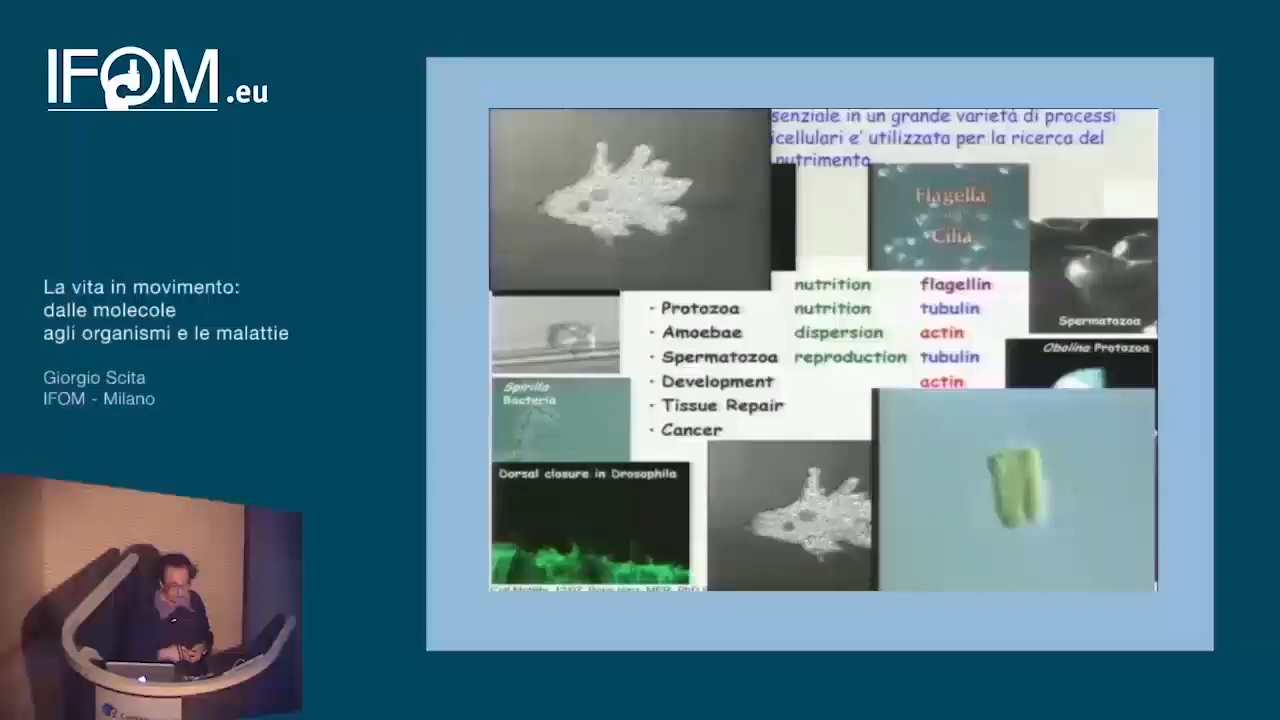 IFOM.eu
La vita in movimento:
dalle molecole
agli organismi e le malattie
Giorgio Scita
IFOM - Milano
senziale in un grande varietà di processi
icellulari e' utilizzata per la ricerca del
nutrimento
Flagella
Cilia
nutrition flagellin
· Protozoa nutrition tubulin
· Amoebae dispersion actin
· Spermatozoa reproduction tubulin
· Development actin
· Tissue Repair
· Cancer
Spermatozoa
Obalina Protozoa
Spirilla
Bacteria
Dorsal closure in Drosophila